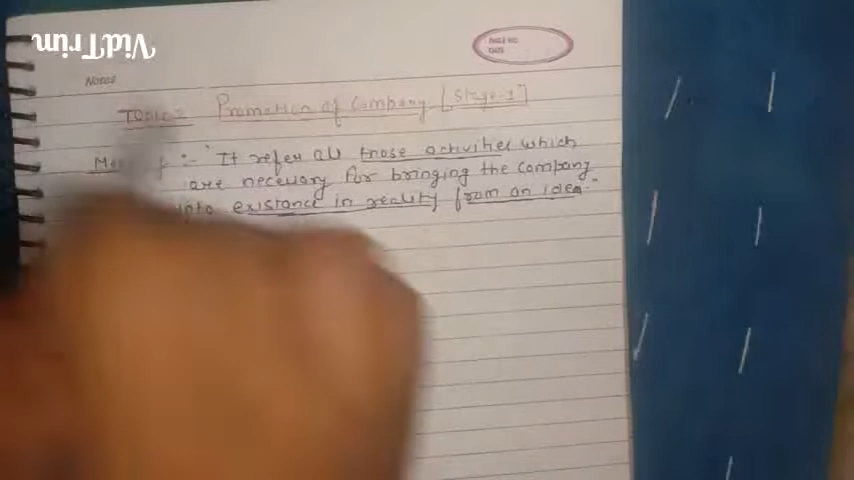 VidTrim
PAGE NO.
DATE
Notes
TOPIC = Promotion of Company [Stage-1]
:- "It refer all those activities which
are necessary for bringing the company
into existance in reality from an idea."